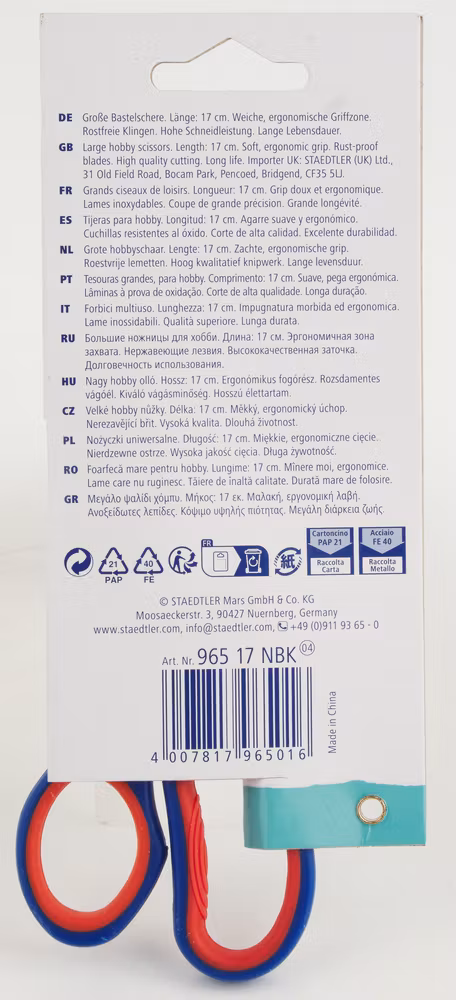 DE Große Bastelschere. Länge: 17 cm. Weiche, ergonomische Griffzone.
Rostfreie Klingen. Hohe Schneidleistung. Lange Lebensdauer.
GB Large hobby scissors. Length: 17 cm. Soft, ergonomic grip. Rust-proof
blades. High quality cutting. Long life. Importer UK: STAEDTLER (UK) Ltd.,
31 Old Field Road, Bocam Park, Pencoed, Bridgend, CF35 5LJ.
FR Grands ciseaux de loisirs. Longueur: 17 cm. Grip doux et ergonomique.
Lames inoxydables. Coupe de grande précision. Grande longévité.
ES Tijeras para hobby. Longitud: 17 cm. Agarre suave y ergonómico.
Cuchillas resistentes al óxido. Corte de alta calidad. Excelente durabilidad.
NL Grote hobbyschaar. Lengte: 17 cm. Zachte, ergonomische grip.
Roestvrije lemetten. Hoog kwalitatief knipwerk. Lange levensduur.
PT Tesouras grandes, para hobby. Comprimento: 17 cm. Suave, pega ergonómica.
Lâminas à prova de oxidação. Corte de alta qualidade. Longa duração.
IT Forbici multiuso. Lunghezza: 17 cm. Impugnatura morbida ed ergonomica.
Lame inossidabili. Qualità superiore. Lunga durata.
RU Большие ножницы для хобби. Длина: 17 см. Эргономичная зона
захвата. Нержавеющие лезвия. Высококачественная заточка.
Долговечность использования.
HU Nagy hobby olló. Hossz: 17 cm. Ergonómikus fogórész. Rozsdamentes
vágóél. Kiváló vágásminőség. Hosszú élettartam.
CZ Velké hobby nůžky. Délka: 17 cm. Měkký, ergonomický úchop.
Nerezavějící břit. Vysoká kvalita. Dlouhá životnost.
PL Nożyczki uniwersalne. Długość: 17 cm. Miękkie, ergonomiczne cięcie.
Nierdzewne ostrze. Wysoka jakość cięcia. Długa żywotność.
RO Foarfecă mare pentru hobby. Lungime: 17 cm. Mînere moi, ergonomice.
Lame care nu ruginesc. Tăiere de înaltă calitate. Durată mare de folosire.
GR Μεγάλο ψαλίδι χόμπυ. Μήκος: 17 εκ. Μαλακή, εργονομική λαβή.
Ανοξείδωτες λεπίδες. Κόψιμο υψηλής πιότητας. Μεγάλη διάρκεια ζωής.
21 PAP
40 FE
FR
紙
Cartoncino PAP 21 Raccolta Carta
Acciaio FE 40 Raccolta Metallo
© STAEDTLER Mars GmbH & Co. KG
Moosaeckerstr. 3, 90427 Nuernberg, Germany
www.staedtler.com, info@staedtler.com, +49 (0)911 93 65 - 0
Art. Nr. 965 17 NBK 04
4 007817 965016
Made in China